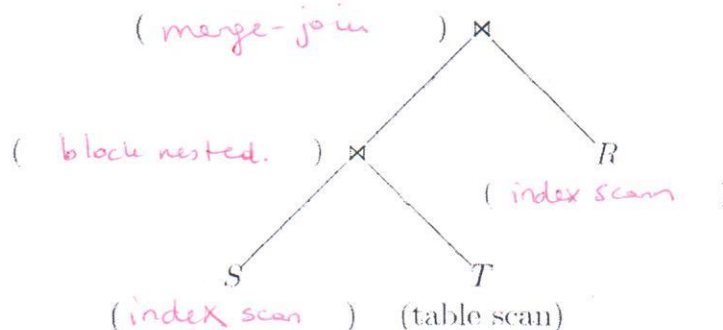 ( merge-join ) ⋈
( block nested. ) ⋈
R
( index scan )
S T
(index scan ) (table scan)